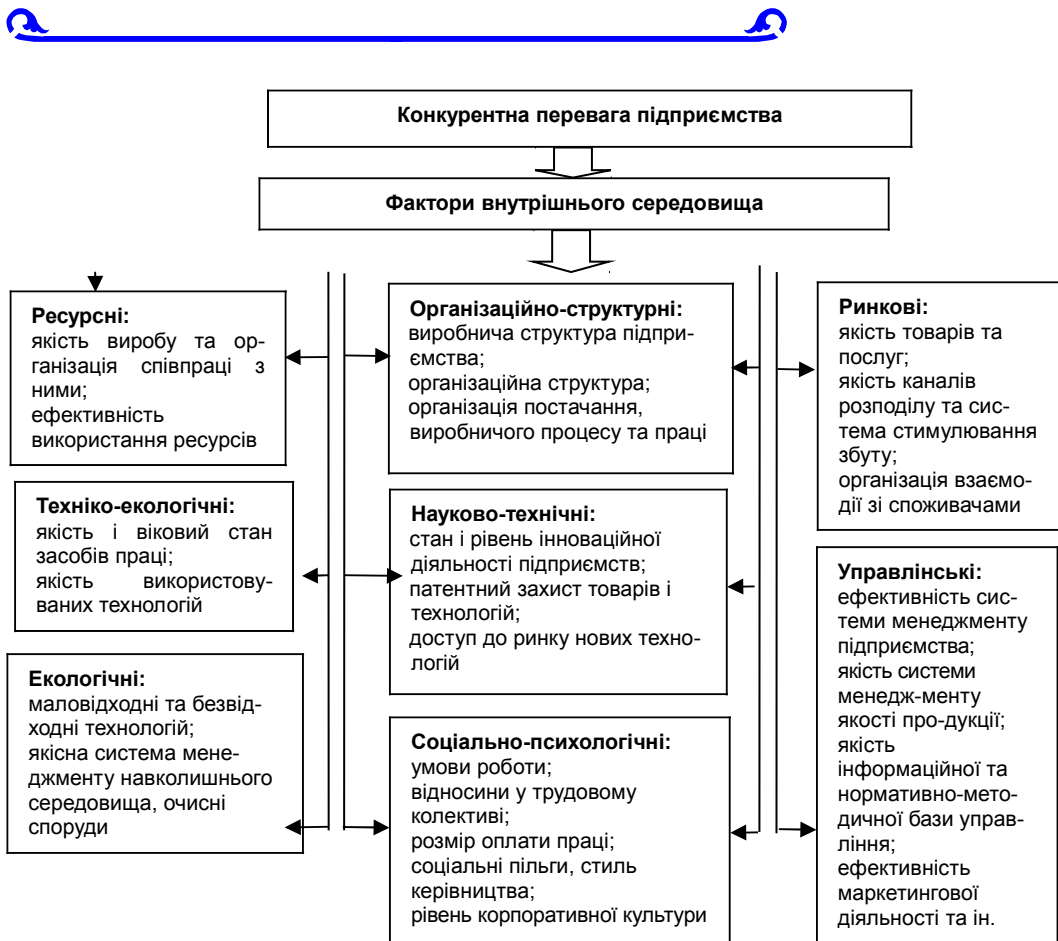 Конкурентна перевага підприємства
Фактори внутрішнього середовища
Ресурсні:
якість виробу та ор-
ганізація співпраці з
ними;
ефективність
використання ресурсів
Техніко-екологічні:
якість і віковий стан
засобів праці;
якість використову-
ваних технологій
Екологічні:
маловідходні та безвід-
ходні технологій;
якісна система мене-
джменту навколишнього
середовища, очисні
споруди
Організаційно-структурні:
виробнича структура підпри-
ємства;
організаційна структура;
організація постачання,
виробничого процесу та праці
Науково-технічні:
стан і рівень інноваційної
діяльності підприємств;
патентний захист товарів і
технологій;
доступ до ринку нових техно-
логій
Соціально-психологічні:
умови роботи;
відносини у трудовому
колективі;
розмір оплати праці;
соціальні пільги, стиль
керівництва;
рівень корпоративної культури
Ринкові:
якість товарів та
послуг;
якість каналів
розподілу та сис-
тема стимулювання
збуту;
організація взаємо-
дії зі споживачами
Управлінські:
ефективність сис-
теми менеджменту
підприємства;
якість системи
менедж-менту
якості про-дукції;
якість
інформаційної та
нормативно-мето-
дичної бази управ-
ління;
ефективність
маркетингової
діяльності та ін.